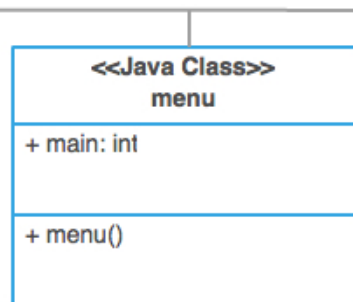 <<Java Class>>
menu
+ main: int
+ menu()